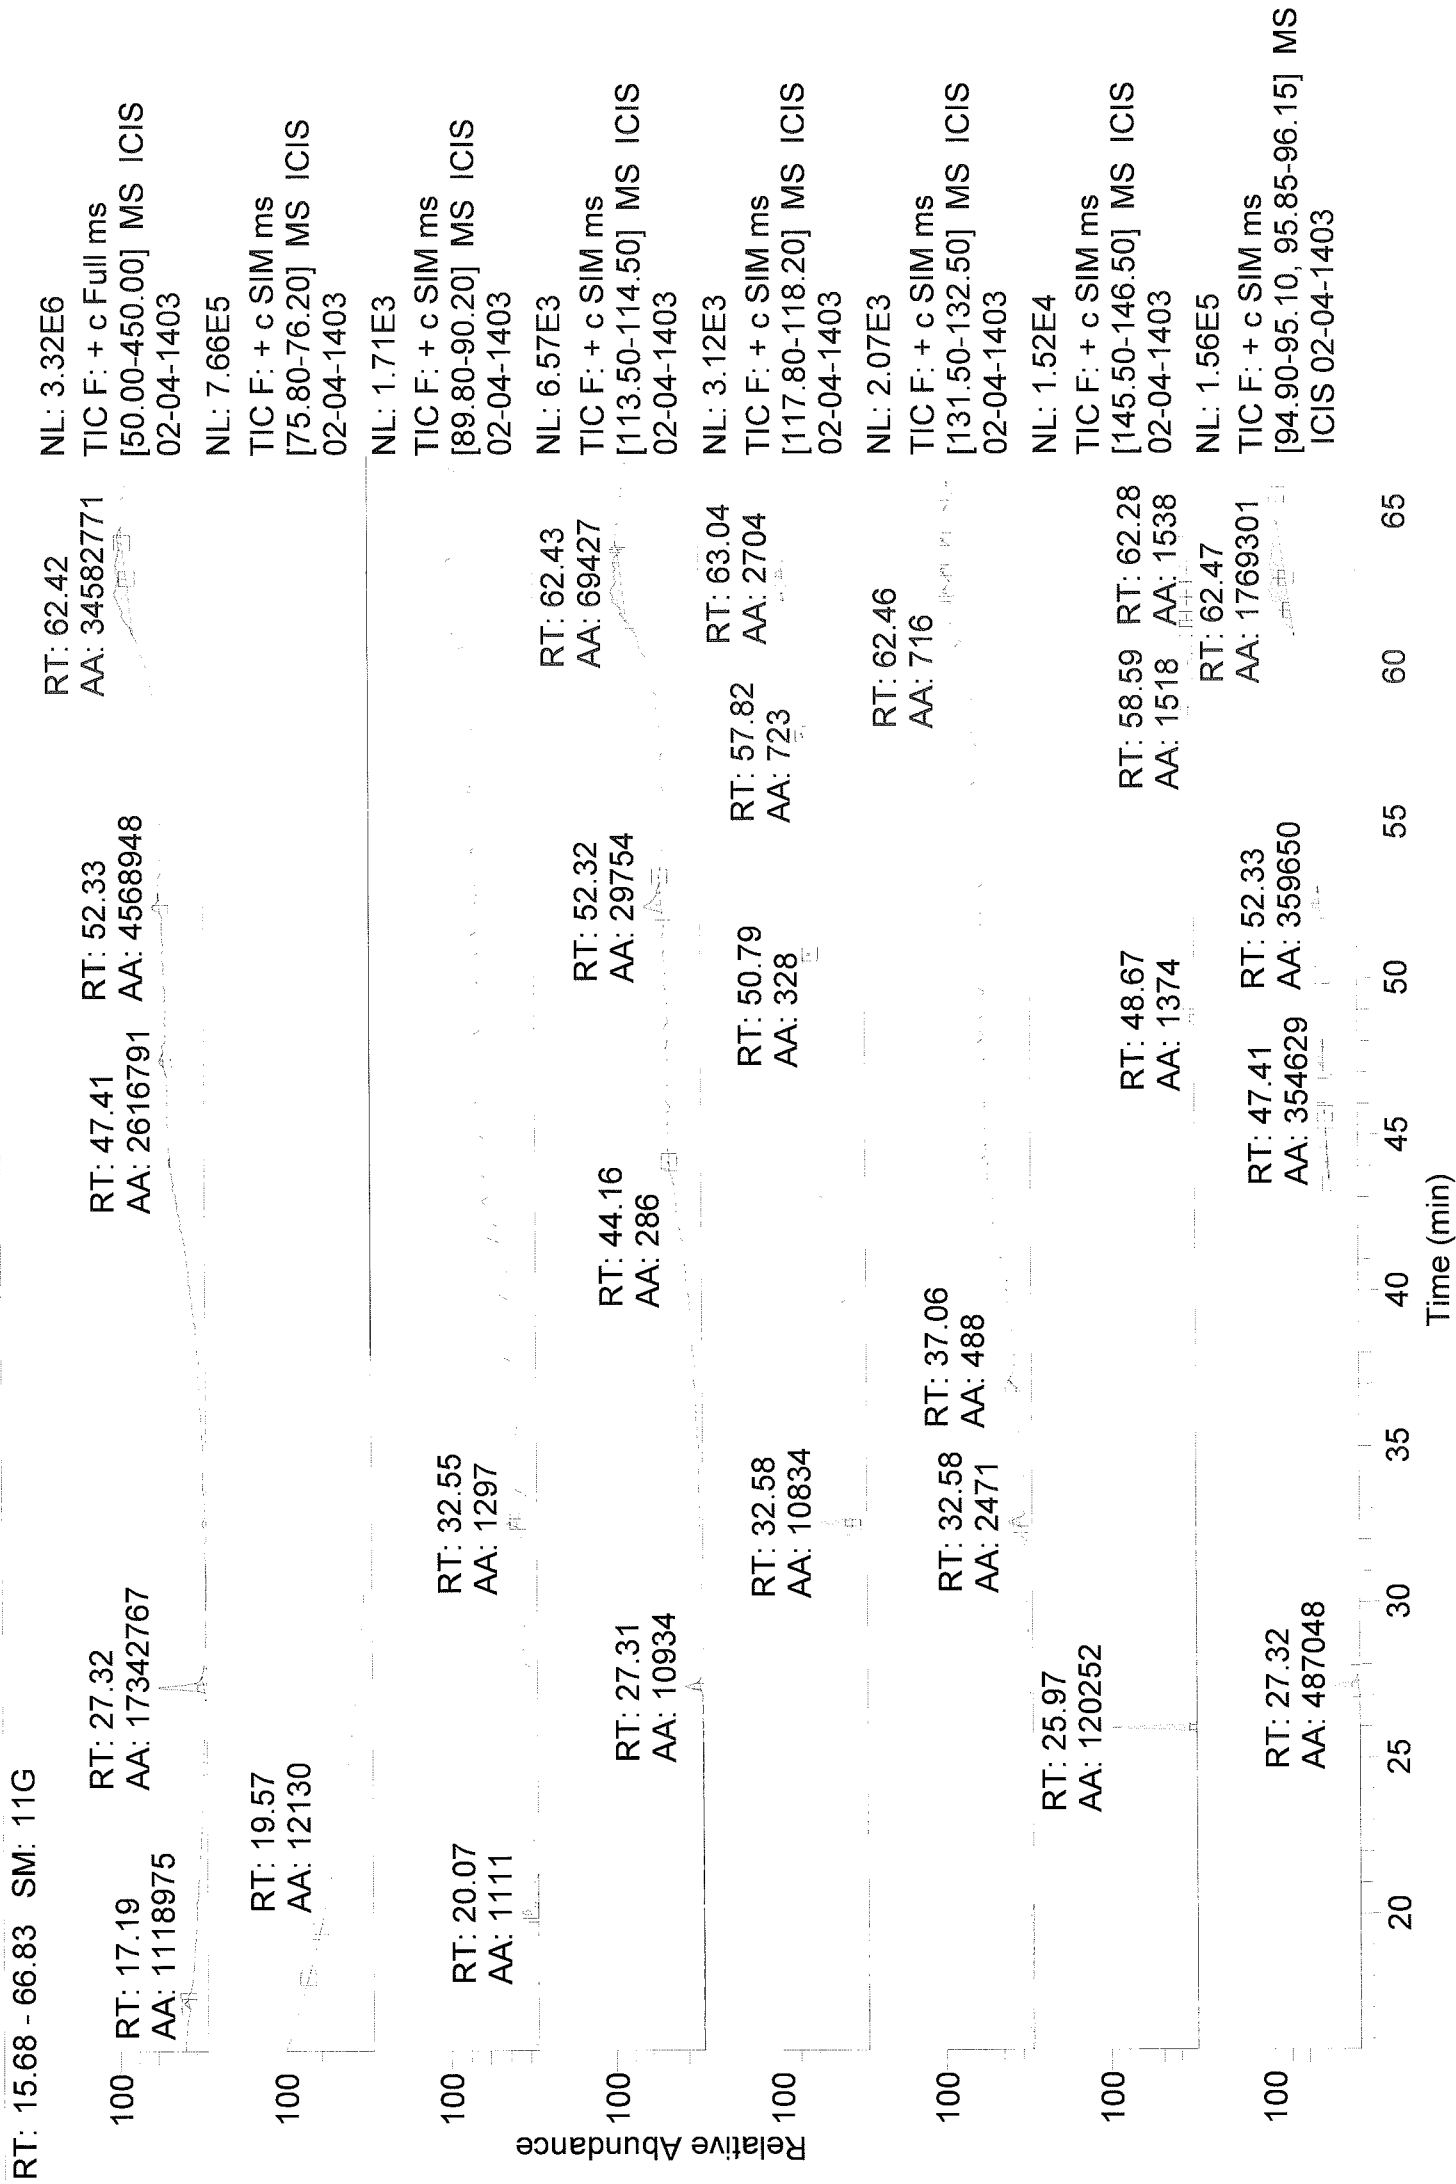 RT: 15.68 - 66.83 SM: 11G
RT: 17.19
AA: 1118975
RT: 27.32
AA: 17342767
RT: 47.41
AA: 2616791
RT: 52.33
AA: 4568948
RT: 62.42
AA: 34582771
100
NL: 3.32E6
TIC F: + c Full ms
[50.00-450.00] MS ICIS
02-04-1403
RT: 19.57
AA: 12130
100
NL: 7.66E5
TIC F: + c SIM ms
[75.80-76.20] MS ICIS
02-04-1403
RT: 20.07
AA: 1111
RT: 32.55
AA: 1297
100
NL: 1.71E3
TIC F: + c SIM ms
[89.80-90.20] MS ICIS
02-04-1403
RT: 27.31
AA: 10934
RT: 44.16
AA: 286
RT: 52.32
AA: 29754
RT: 62.43
AA: 69427
100
NL: 6.57E3
TIC F: + c SIM ms
[113.50-114.50] MS ICIS
02-04-1403
Relative Abundance
RT: 32.58
AA: 10834
RT: 50.79
AA: 328
RT: 57.82
AA: 723
RT: 63.04
AA: 2704
100
NL: 3.12E3
TIC F: + c SIM ms
[117.80-118.20] MS ICIS
02-04-1403
RT: 32.58
AA: 2471
RT: 37.06
AA: 488
RT: 62.46
AA: 716
100
NL: 2.07E3
TIC F: + c SIM ms
[131.50-132.50] MS ICIS
02-04-1403
RT: 25.97
AA: 120252
RT: 48.67
AA: 1374
RT: 58.59
AA: 1518
RT: 62.28
AA: 1538
100
NL: 1.52E4
TIC F: + c SIM ms
[145.50-146.50] MS ICIS
02-04-1403
RT: 27.32
AA: 487048
RT: 47.41
AA: 354629
RT: 52.33
AA: 359650
RT: 62.47
AA: 1769301
100
NL: 1.56E5
TIC F: + c SIM ms
[94.90-95.10, 95.85-96.15] MS
ICIS 02-04-1403
20 25 30 35 40 45 50 55 60 65
Time (min)